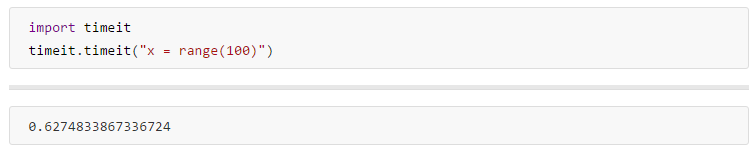 import timeit
timeit.timeit("x = range(100)")
0.6274833867336724